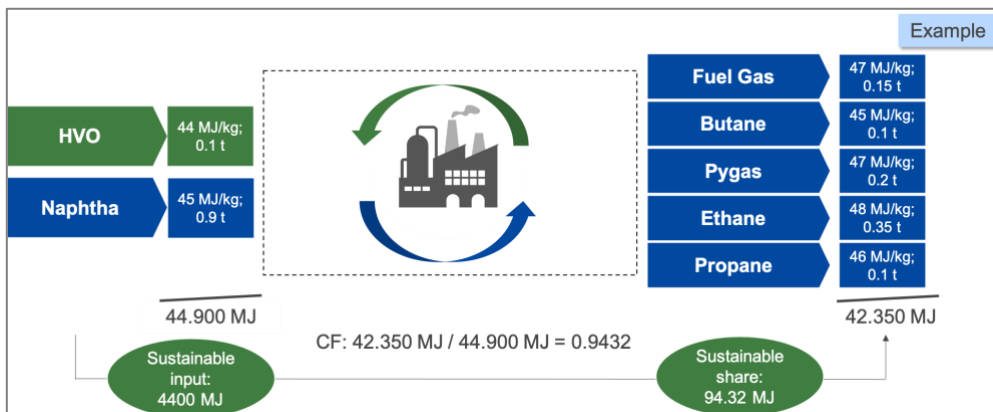 Example
HVO
44 MJ/kg;
0.1 t
Naphtha
45 MJ/kg;
0.9 t
44.900 MJ
Fuel Gas
47 MJ/kg;
0.15 t
Butane
45 MJ/kg;
0.1 t
Pygas
47 MJ/kg;
0.2 t
Ethane
48 MJ/kg;
0.35 t
Propane
46 MJ/kg;
0.1 t
42.350 MJ
CF: 42.350 MJ / 44.900 MJ = 0.9432
Sustainable
input:
4400 MJ
Sustainable
share:
94.32 MJ